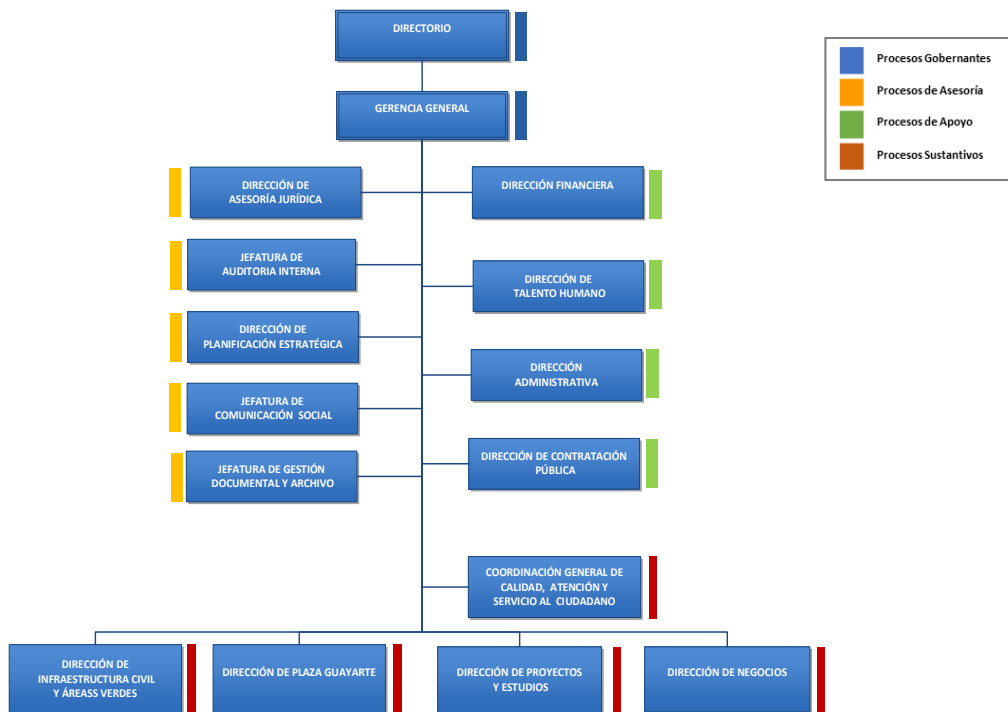 DIRECTORIO
GERENCIA GENERAL
Procesos Gobernantes
Procesos de Asesoría
Procesos de Apoyo
Procesos Sustantivos
DIRECCIÓN DE
ASESORÍA JURÍDICA
DIRECCIÓN FINANCIERA
JEFATURA DE
AUDITORIA INTERNA
DIRECCIÓN DE
TALENTO HUMANO
DIRECCIÓN DE
PLANIFICACIÓN ESTRATÉGICA
DIRECCIÓN
ADMINISTRATIVA
JEFATURA DE
COMUNICACIÓN SOCIAL
DIRECCIÓN DE CONTRATACIÓN
PÚBLICA
JEFATURA DE GESTIÓN
DOCUMENTAL Y ARCHIVO
COORDINACIÓN GENERAL DE
CALIDAD, ATENCIÓN Y
SERVICIO AL CIUDADANO
DIRECCIÓN DE
INFRAESTRUCTURA CIVIL
Y ÁREASS VERDES
DIRECCIÓN DE PLAZA GUAYARTE
DIRECCIÓN DE PROYECTOS
Y ESTUDIOS
DIRECCIÓN DE NEGOCIOS